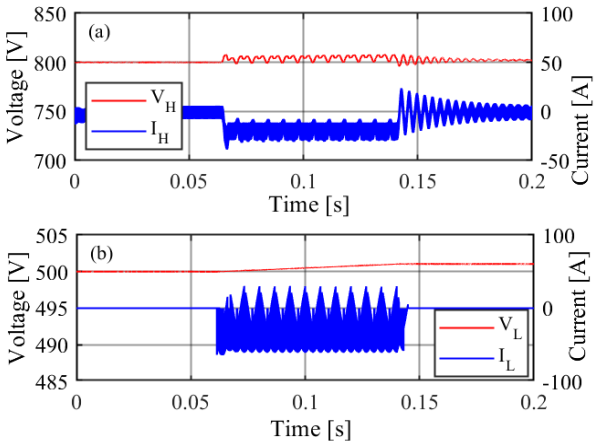 850
100
(a)
Voltage [V]
800
50
V_H
I_H
750
0
Current [A]
700
-50
0
0.05
0.1
0.15
0.2
Time [s]
505
100
(b)
Voltage [V]
500
50
495
0
V_L
I_L
Current [A]
490
-50
485
-100
0
0.05
0.1
0.15
0.2
Time [s]